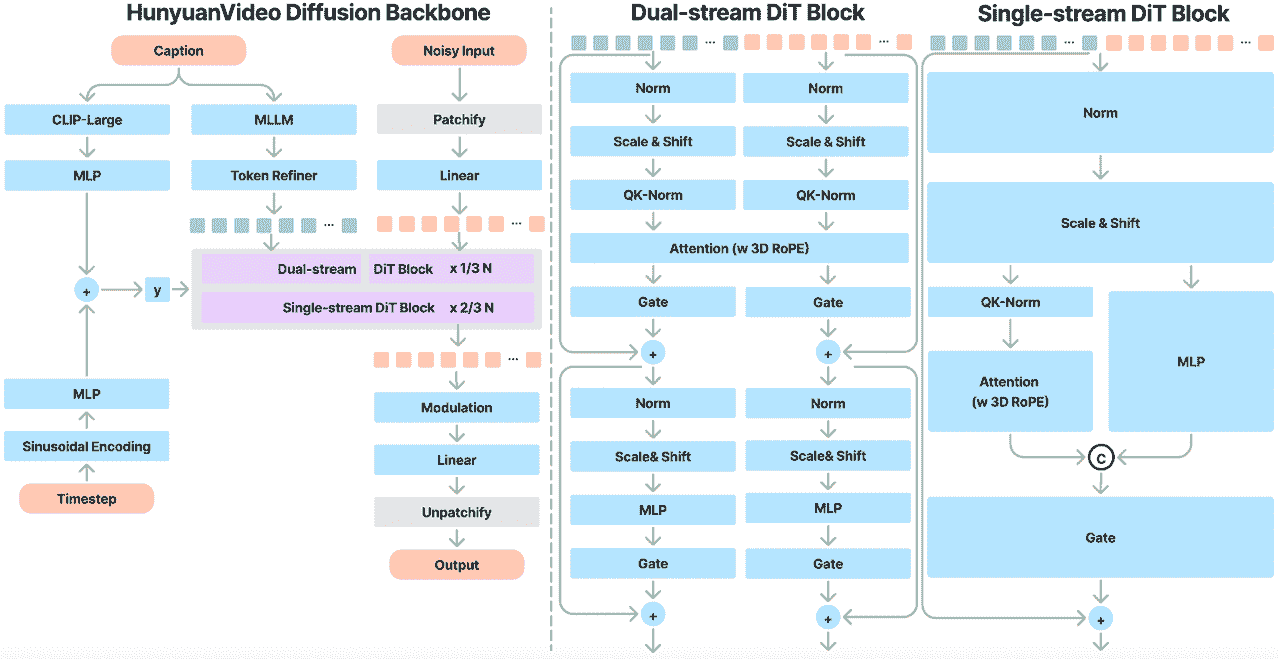 HunyuanVideo Diffusion Backbone
Caption
Noisy Input
CLIP-Large
MLLM
Patchify
MLP
Token Refiner
Linear
...
...
Dual-stream DiT Block x 1/3 N
+
y
Single-stream DiT Block x 2/3 N
...
MLP
Modulation
Sinusoidal Encoding
Linear
Timestep
Unpatchify
Output
Dual-stream DiT Block
...
...
Norm
Norm
Scale & Shift
Scale & Shift
QK-Norm
QK-Norm
Attention (w 3D RoPE)
Gate
Gate
+
+
Norm
Norm
Scale& Shift
Scale& Shift
MLP
MLP
Gate
Gate
+
+
Single-stream DiT Block
...
...
Norm
Scale & Shift
QK-Norm
MLP
Attention
(w 3D RoPE)
C
Gate
+